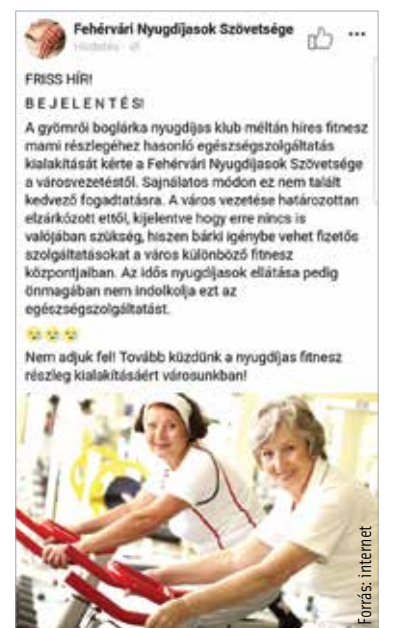 Fehérvári Nyugdíjasok Szövetsége
Hirdetés
FRISS HÍR!
B E J E L E N T É S!
A gyömrői boglárka nyugdíjas klub méltán híres fitnesz
mami részlegéhez hasonló egészségszolgáltatás
kialakítását kérte a Fehérvári Nyugdíjasok Szövetsége
a városvezetéstől. Sajnálatos módon ez nem talált
kedvező fogadtatásra. A város vezetése határozottan
elzárkózott ettől, kijelentve hogy erre nincs is
valójában szükség, hiszen bárki igénybe vehet fizetős
szolgáltatásokat a város különböző fitnesz
központjaiban. Az idős nyugdíjasok ellátása pedig
önmagában nem indolkolja ezt az
egészségszolgáltatást.
Nem adjuk fel! Tovább küzdünk a nyugdíjas fitnesz
részleg kialakításáért városunkban!
Forrás: internet